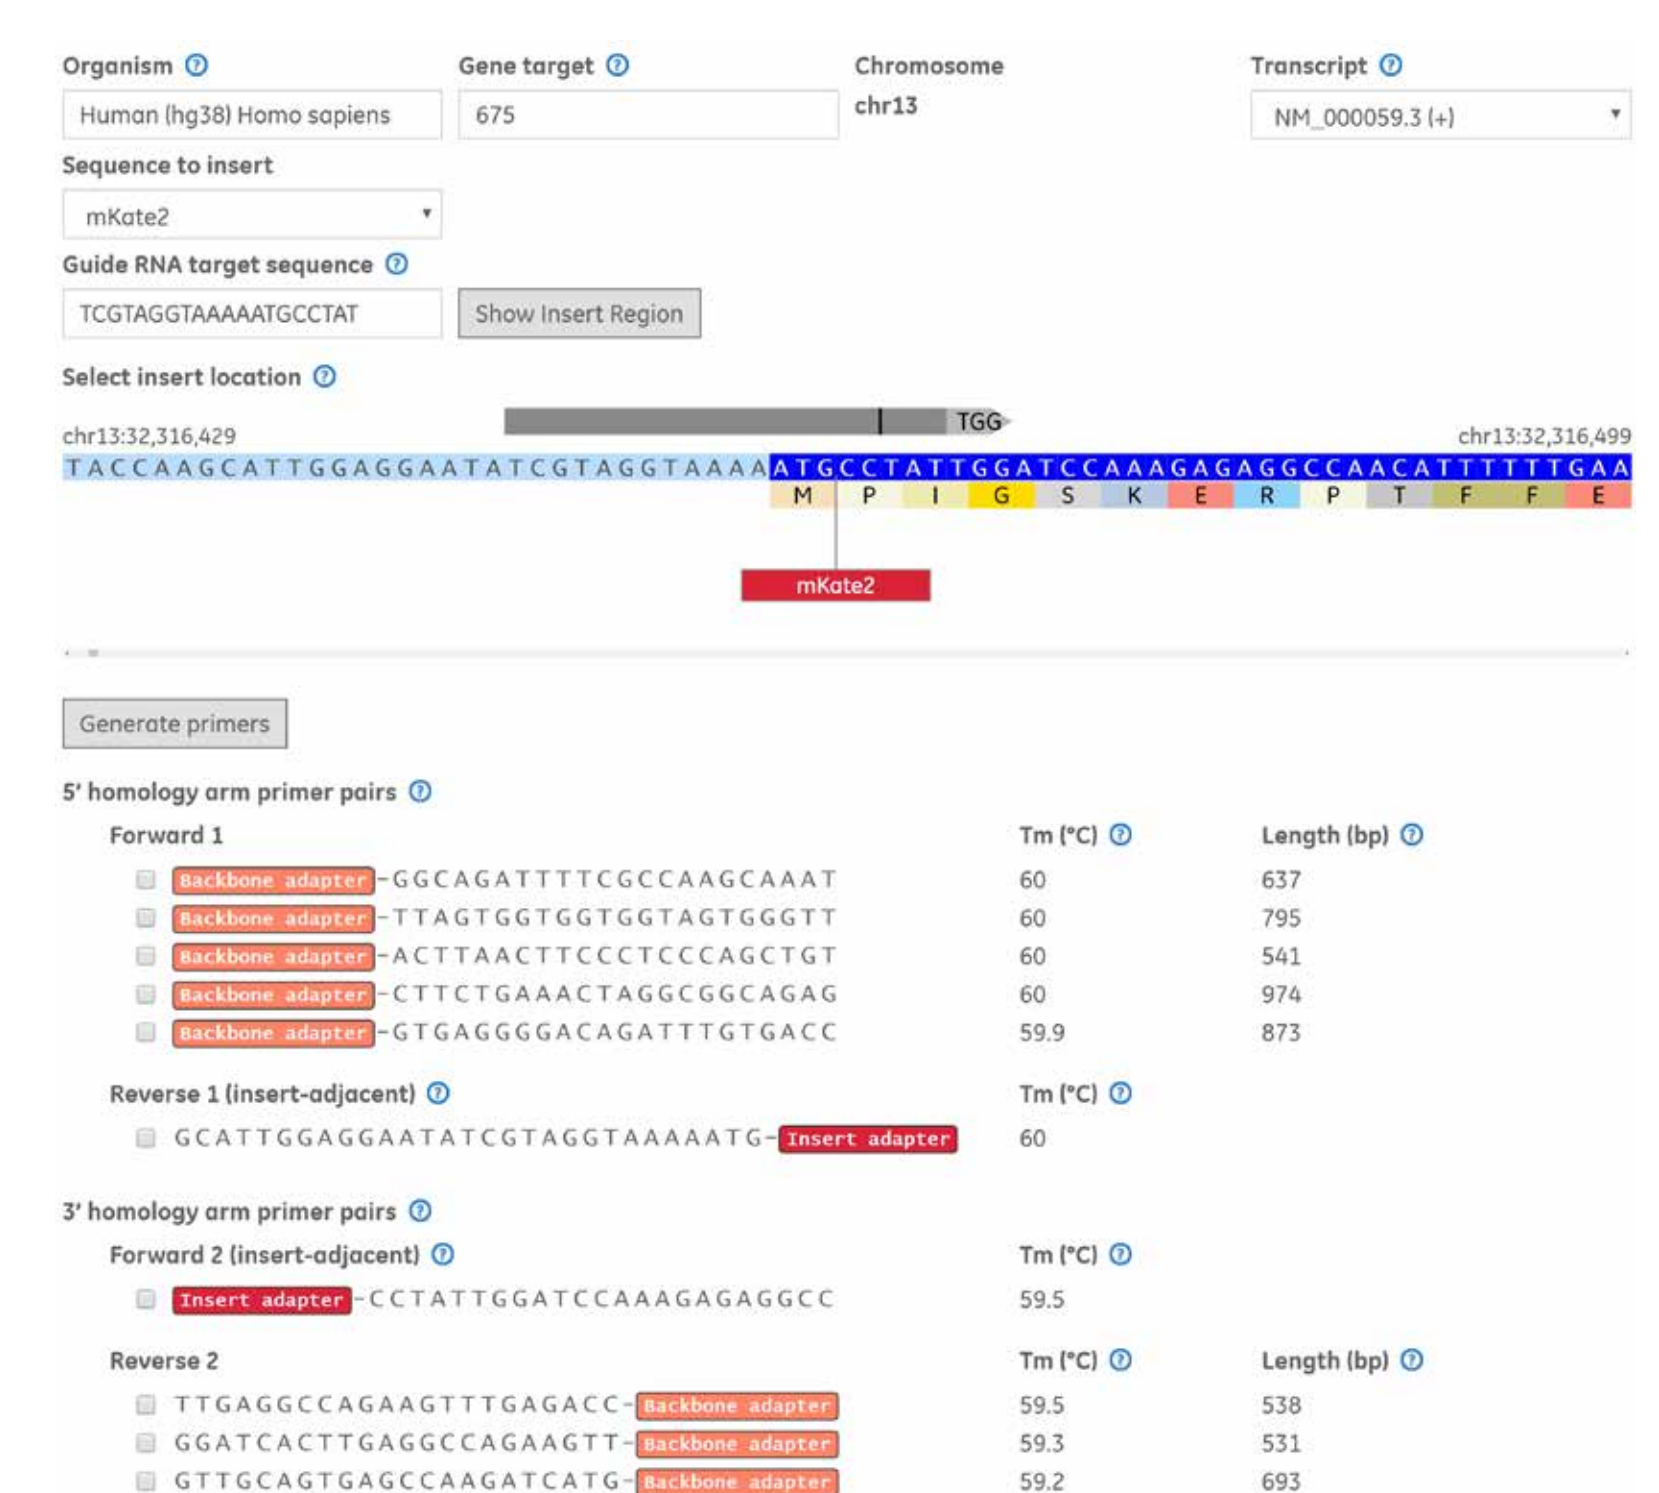 Organism ? Gene target ? Chromosome Transcript ?
Human (hg38) Homo sapiens 675 chr13 NM_000059.3 (+)
Sequence to insert
mKate2
Guide RNA target sequence ?
TCGTAGGTAAAAATGCCTAT Show Insert Region
Select insert location ?
TGG
chr13:32,316,429 chr13:32,316,499
TACCAAGCATTGGAGGAATATCGTAGGTAAAAATGCCTATTGGATCCAAAGAGAGGCCAACATTTTTTGAA
M P I G S K E R P T F F E
mKate2
Generate primers
5' homology arm primer pairs ?
Forward 1 Tm (°C) ? Length (bp) ?
Backbone adapter-GGCAGATTTTCGCCAAGCAAAT 60 637
Backbone adapter-TTAGTGGTGGTGGTAGTGGGTT 60 795
Backbone adapter-ACTTAACTTCCCTCCCAGCTGT 60 541
Backbone adapter-CTTCTGAAACTAGGCGGCAGAG 60 974
Backbone adapter-GTGAGGGGACAGATTTGTGACC 59.9 873
Reverse 1 (insert-adjacent) ? Tm (°C) ?
GCATTGGAGGAATATCGTAGGTAAAAATG-Insert adapter 60
3' homology arm primer pairs ?
Forward 2 (insert-adjacent) ? Tm (°C) ?
Insert adapter-CCTATTGGATCCAAAGAGAGGCC 59.5
Reverse 2 Tm (°C) ? Length (bp) ?
TTGAGGCCAGAAGTTTGAGACC-Backbone adapter 59.5 538
GGATCACTTGAGGCCAGAAGTT-Backbone adapter 59.3 531
GTTGCAGTGAGCCAAGATCATG-Backbone adapter 59.2 693